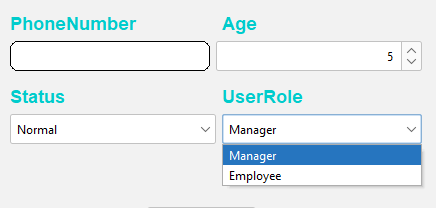 PhoneNumber Age
5
Status UserRole
Normal Manager
Manager
Employee